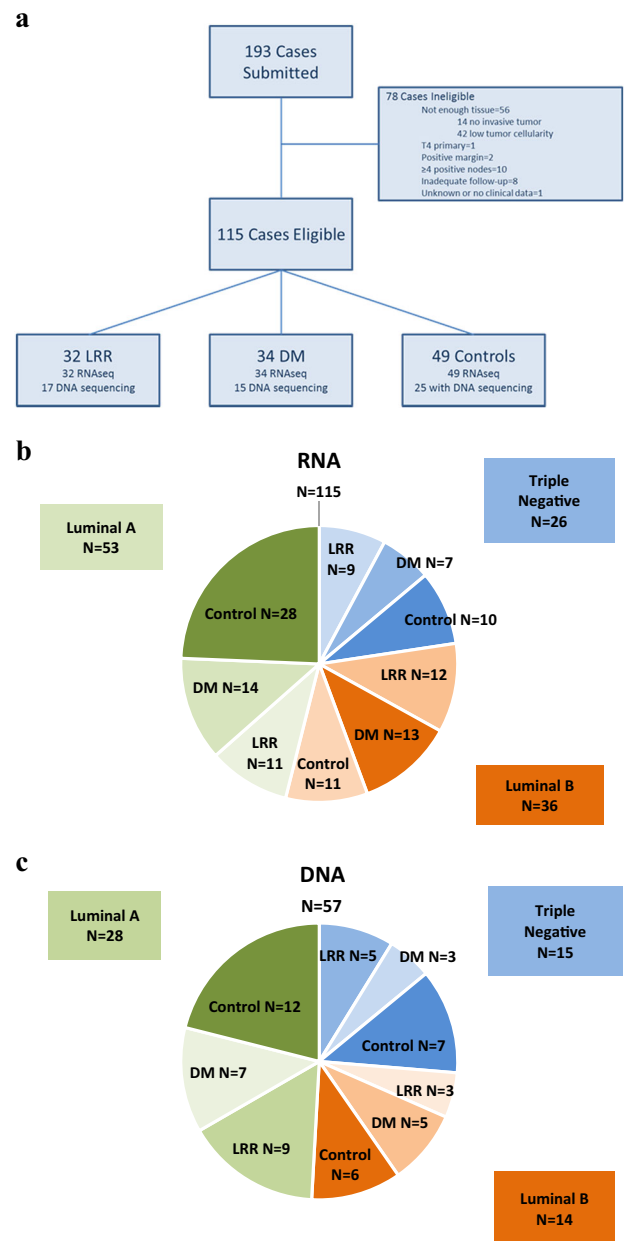 a
193 Cases
Submitted
78 Cases Ineligible
Not enough tissue=56
14 no invasive tumor
42 low tumor cellularity
T4 primary=1
Positive margin=2
≥4 positive nodes=10
Inadequate follow-up=8
Unknown or no clinical data=1
115 Cases Eligible
32 LRR
32 RNAseq
17 DNA sequencing
34 DM
34 RNAseq
15 DNA sequencing
49 Controls
49 RNAseq
25 with DNA sequencing
b
RNA
N=115
Luminal A
N=53
Triple
Negative
N=26
LRR
N=9
DM N=7
Control N=10
LRR N=12
DM N=13
Control
N=11
LRR
N=11
DM N=14
Control N=28
Luminal B
N=36
c
DNA
N=57
Luminal A
N=28
Triple
Negative
N=15
LRR N=5
DM N=3
Control N=7
LRR N=3
DM N=5
Control
N=6
LRR N=9
DM N=7
Control N=12
Luminal B
N=14